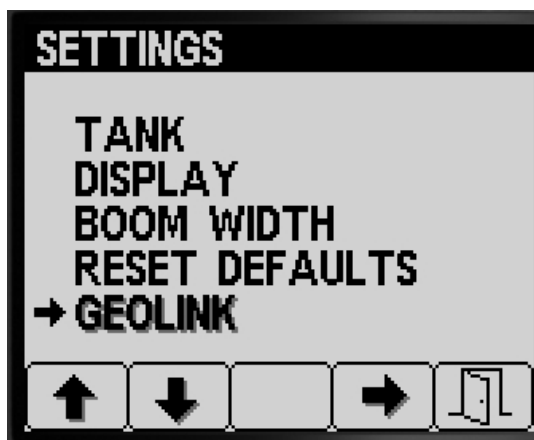 SETTINGS
TANK
DISPLAY
BOOM WIDTH
RESET DEFAULTS
GEOLINK